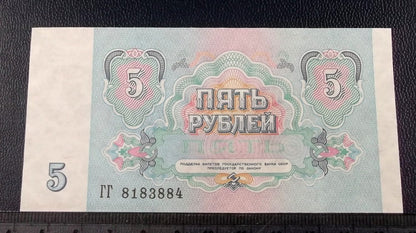 5
5
ПЯТЬ
РУБЛЕЙ
ПОДДЕЛКА БИЛЕТОВ ГОСУДАРСТВЕННОГО БАНКА СССР
ПРЕСЛЕДУЕТСЯ ПО ЗАКОНУ
5
ГГ 8183884